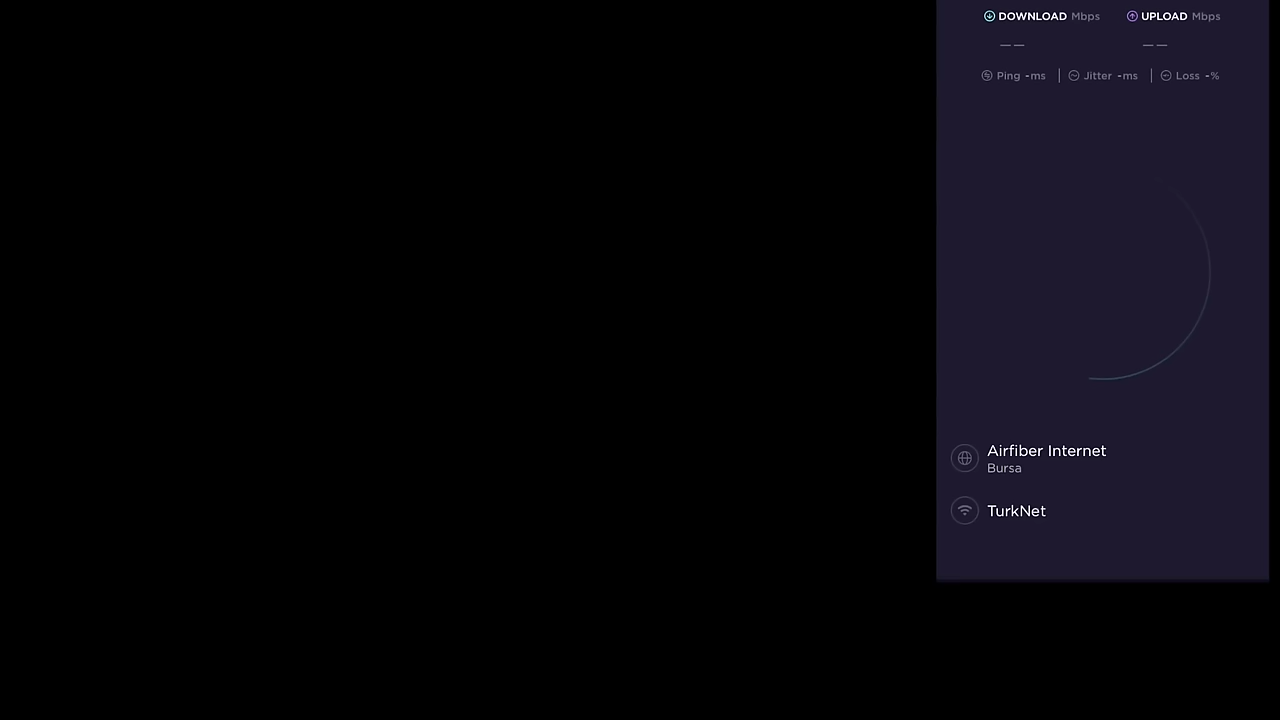 DOWNLOAD Mbps UPLOAD Mbps
— — — —
Ping -ms Jitter -ms Loss -%
Airfiber Internet
Bursa
TurkNet